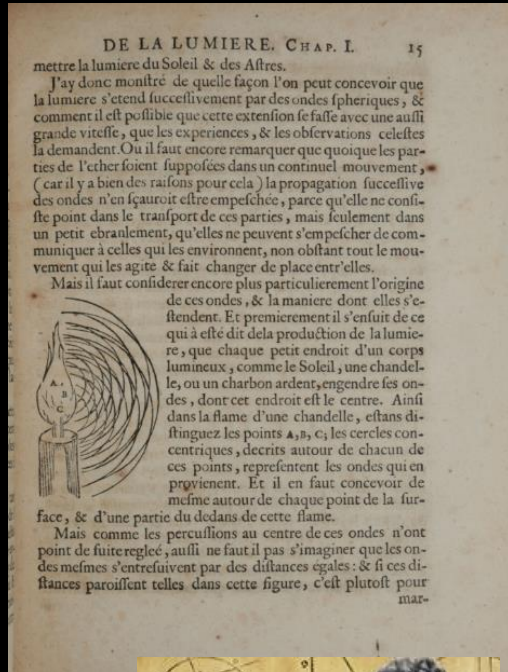 DE LA LUMIERE. CHAP. I. 15
mettre la lumiere du Soleil & des Aſtres.
J'ay donc monſtré de quelle façon l'on peut concevoir que
la lumiere s'etend ſucceſſivement par des ondes ſpheriques, &
comment il eſt poſſible que cette extenſion ſe faſſe avec une auſſi
grande viteſſe, que les experiences, & les obſervations celeſtes
la demandent. Ou il faut encore remarquer que quoique les par-
ties de l'ether ſoient ſuppoſées dans un continuel mouvement,
(car il y a bien des raiſons pour cela) la propagation ſucceſſive
des ondes n'en ſçauroit eſtre empeſchée, parce qu'elle ne conſi-
ſte point dans le tranſport de ces parties, mais ſeulement dans
un petit ebranlement, qu'elles ne peuvent s'empeſcher de com-
muniquer à celles qui les environnent, non obſtant tout le mou-
vement qui les agite & fait changer de place entr'elles.
Mais il faut conſiderer encore plus particulierement l'origine
de ces ondes, & la maniere dont elles s'e-
ſtendent. Et premierement il s'enſuit de ce
qui à eſté dit dela production de la lumie-
re, que chaque petit endroit d'un corps
lumineux, comme le Soleil, une chandel-
le, ou un charbon ardent, engendre ſes on-
des, dont cet endroit eſt le centre. Ainſi
dans la flame d'une chandelle, eſtans di-
ſtinguez les points A, B, C; les cercles con-
centriques, decrits autour de chacun de
ces points, repreſentent les ondes qui en
provienent. Et il en faut concevoir de
meſme autour de chaque point de la ſur-
face, & d'une partie du dedans de cette flame.
Mais comme les percuſſions au centre de ces ondes n'ont
point de ſuite regleé, auſſi ne faut il pas s'imaginer que les on-
des meſmes s'entreſuivent par des diſtances égales: & ſi ces di-
ſtances paroiſſent telles dans cette figure, c'eſt plutoſt pour
mar-
A
B
C